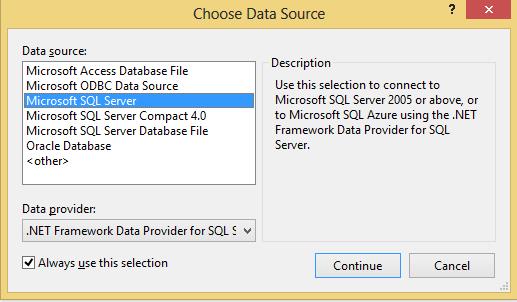 Choose Data Source
?
Data source:
Microsoft Access Database File
Microsoft ODBC Data Source
Microsoft SQL Server
Microsoft SQL Server Compact 4.0
Microsoft SQL Server Database File
Oracle Database
<other>
Description
Use this selection to connect to
Microsoft SQL Server 2005 or above, or
to Microsoft SQL Azure using the .NET
Framework Data Provider for SQL
Server.
Data provider:
.NET Framework Data Provider for SQL S
Always use this selection
Continue
Cancel